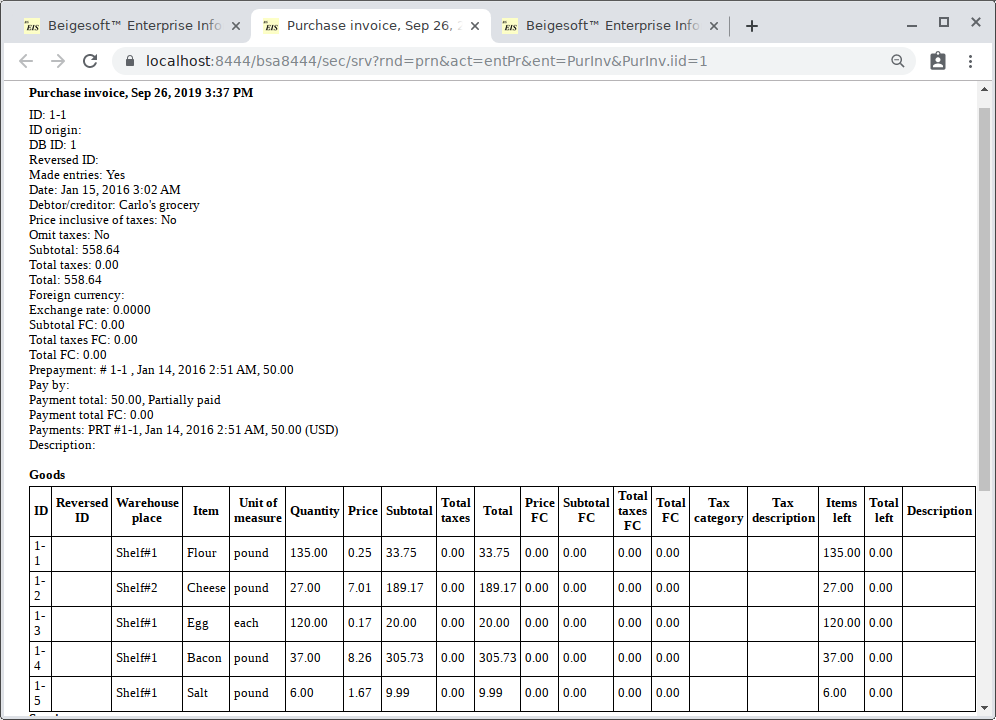 Beigesoft™ Enterprise Info
Purchase invoice, Sep 26, 2
Beigesoft™ Enterprise Info
localhost:8444/bsa8444/sec/srv?rnd=prn&act=entPr&ent=PurInv&PurInv.iid=1
Purchase invoice, Sep 26, 2019 3:37 PM
ID: 1-1
ID origin:
DB ID: 1
Reversed ID:
Made entries: Yes
Date: Jan 15, 2016 3:02 AM
Debtor/creditor: Carlo's grocery
Price inclusive of taxes: No
Omit taxes: No
Subtotal: 558.64
Total taxes: 0.00
Total: 558.64
Foreign currency:
Exchange rate: 0.0000
Subtotal FC: 0.00
Total taxes FC: 0.00
Total FC: 0.00
Prepayment: # 1-1 , Jan 14, 2016 2:51 AM, 50.00
Pay by:
Payment total: 50.00, Partially paid
Payment total FC: 0.00
Payments: PRT #1-1, Jan 14, 2016 2:51 AM, 50.00 (USD)
Description:
Goods
ID Reversed ID Warehouse place Item Unit of measure Quantity Price Subtotal Total taxes Total Price FC Subtotal FC Total taxes FC Total FC Tax category Tax description Items left Total left Description
1-1 Shelf#1 Flour pound 135.00 0.25 33.75 0.00 33.75 0.00 0.00 0.00 0.00 135.00 0.00
1-2 Shelf#2 Cheese pound 27.00 7.01 189.17 0.00 189.17 0.00 0.00 0.00 0.00 27.00 0.00
1-3 Shelf#1 Egg each 120.00 0.17 20.00 0.00 20.00 0.00 0.00 0.00 0.00 120.00 0.00
1-4 Shelf#1 Bacon pound 37.00 8.26 305.73 0.00 305.73 0.00 0.00 0.00 0.00 37.00 0.00
1-5 Shelf#1 Salt pound 6.00 1.67 9.99 0.00 9.99 0.00 0.00 0.00 0.00 6.00 0.00